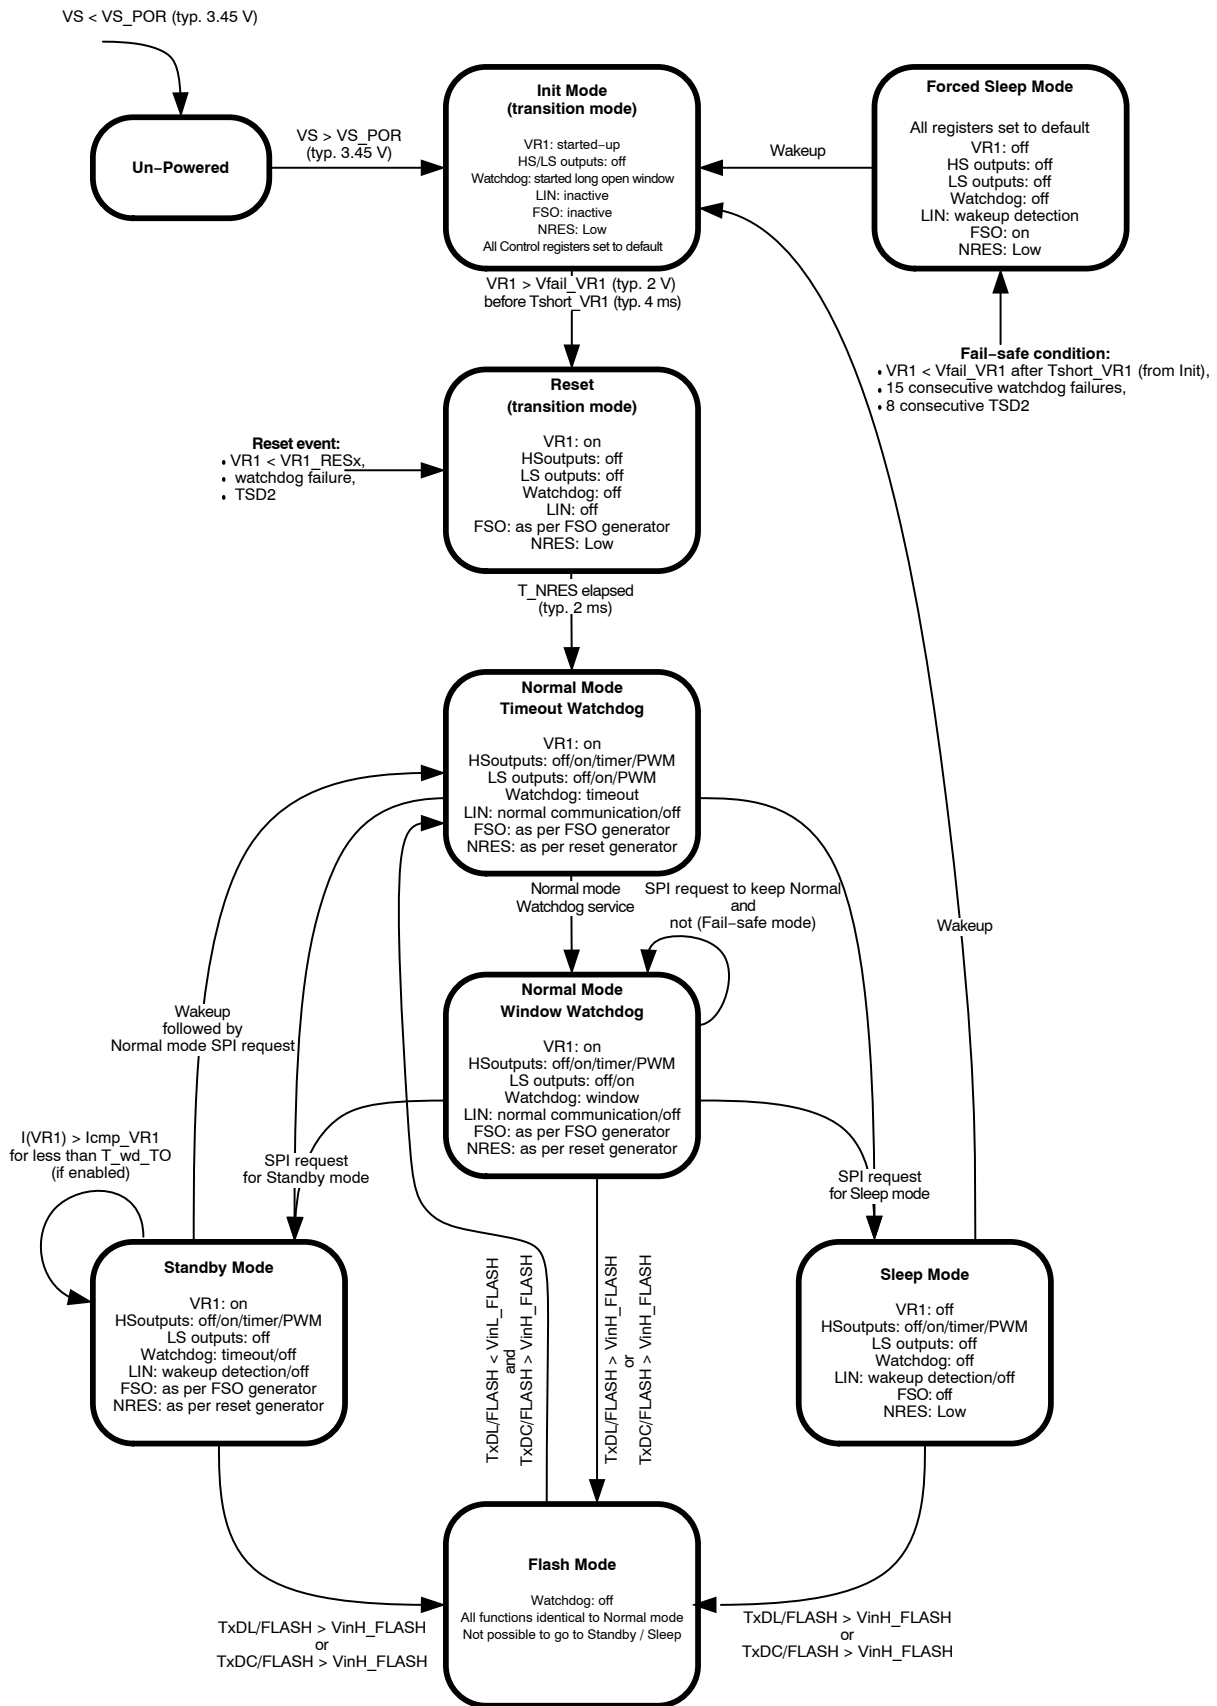 VS < VS_POR (typ. 3.45 V)
Un−Powered
VS > VS_POR
(typ. 3.45 V)
Init Mode
(transition mode)
VR1: started−up
HS/LS outputs: off
Watchdog: started long open window
LIN: inactive
FSO: inactive
NRES: Low
All Control registers set to default
Wakeup
Forced Sleep Mode
All registers set to default
VR1: off
HS outputs: off
LS outputs: off
Watchdog: off
LIN: wakeup detection
FSO: on
NRES: Low
VR1 > Vfail_VR1 (typ. 2 V)
before Tshort_VR1 (typ. 4 ms)
Fail−safe condition:
• VR1 < Vfail_VR1 after Tshort_VR1 (from Init),
• 15 consecutive watchdog failures,
• 8 consecutive TSD2
Reset
(transition mode)
VR1: on
HSoutputs: off
LS outputs: off
Watchdog: off
LIN: off
FSO: as per FSO generator
NRES: Low
Reset event:
• VR1 < VR1_RESx,
• watchdog failure,
• TSD2
T_NRES elapsed
(typ. 2 ms)
Normal Mode
Timeout Watchdog
VR1: on
HSoutputs: off/on/timer/PWM
LS outputs: off/on/PWM
Watchdog: timeout
LIN: normal communication/off
FSO: as per FSO generator
NRES: as per reset generator
Normal mode
Watchdog service
SPI request to keep Normal
and
not (Fail−safe mode)
Wakeup
Normal Mode
Window Watchdog
VR1: on
HSoutputs: off/on/timer/PWM
LS outputs: off/on
Watchdog: window
LIN: normal communication/off
FSO: as per FSO generator
NRES: as per reset generator
Wakeup
followed by
Normal mode SPI request
I(VR1) > Icmp_VR1
for less than T_wd_TO
(if enabled)
SPI request
for Standby mode
SPI request
for Sleep mode
Standby Mode
VR1: on
HSoutputs: off/on/timer/PWM
LS outputs: off
Watchdog: timeout/off
LIN: wakeup detection/off
FSO: as per FSO generator
NRES: as per reset generator
TxDL/FLASH < VinL_FLASH
and
TxDC/FLASH > VinH_FLASH
TxDL/FLASH > VinH_FLASH
or
TxDC/FLASH > VinH_FLASH
Sleep Mode
VR1: off
HSoutputs: off/on/timer/PWM
LS outputs: off
Watchdog: off
LIN: wakeup detection/off
FSO: off
NRES: Low
Flash Mode
Watchdog: off
All functions identical to Normal mode
Not possible to go to Standby / Sleep
TxDL/FLASH > VinH_FLASH
or
TxDC/FLASH > VinH_FLASH
TxDL/FLASH > VinH_FLASH
or
TxDC/FLASH > VinH_FLASH